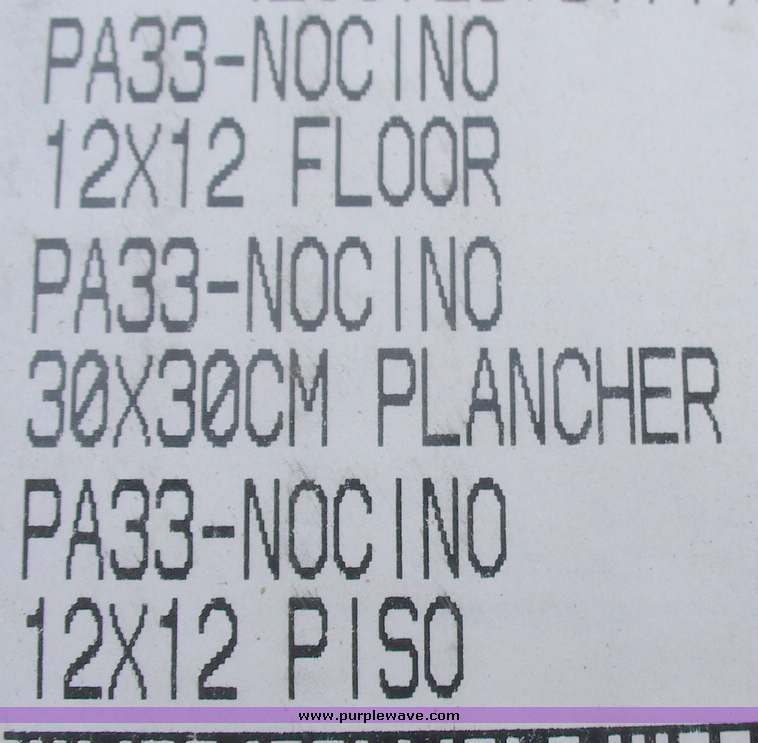 PA33-NOCINO
12X12 FLOOR
PA33-NOCINO
30X30CM PLANCHER
PA33-NOCINO
12X12 PISO
www.purplewave.com